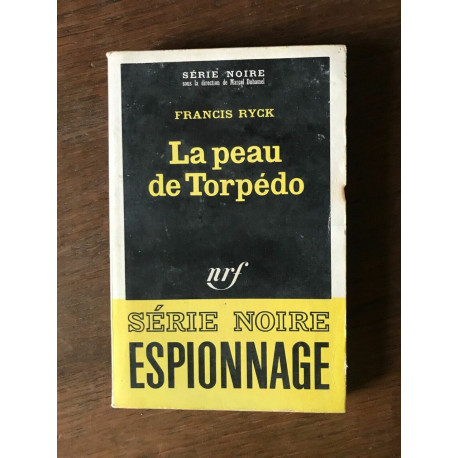 SÉRIE NOIRE
sous la direction de Marcel Duhamel
FRANCIS RYCK
La peau
de Torpédo
nrf
SÉRIE NOIRE
ESPIONNAGE